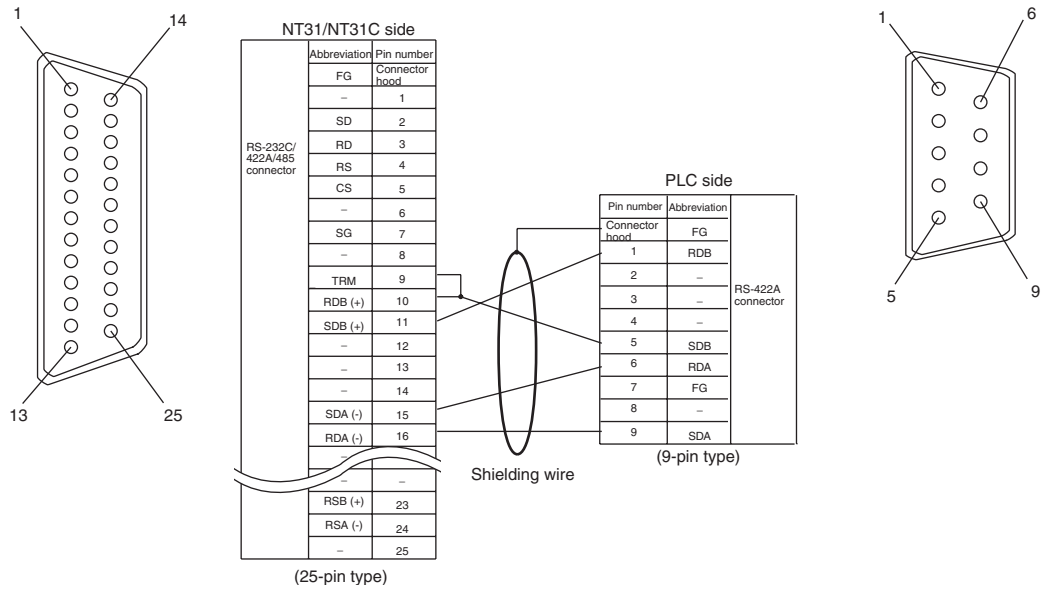 1
14
13
25
NT31/NT31C side
Abbreviation Pin number
FG Connector hood
– 1
SD 2
RD 3
RS 4
CS 5
– 6
SG 7
– 8
TRM 9
RDB (+) 10
SDB (+) 11
– 12
– 13
– 14
SDA (-) 15
RDA (-) 16
–
– –
RSB (+) 23
RSA (-) 24
– 25
RS-232C/
422A/485
connector
(25-pin type)
Shielding wire
PLC side
Pin number Abbreviation
Connector hood FG
1 RDB
2 –
3 –
4 –
5 SDB
6 RDA
7 FG
8 –
9 SDA
RS-422A
connector
(9-pin type)
1
6
5
9